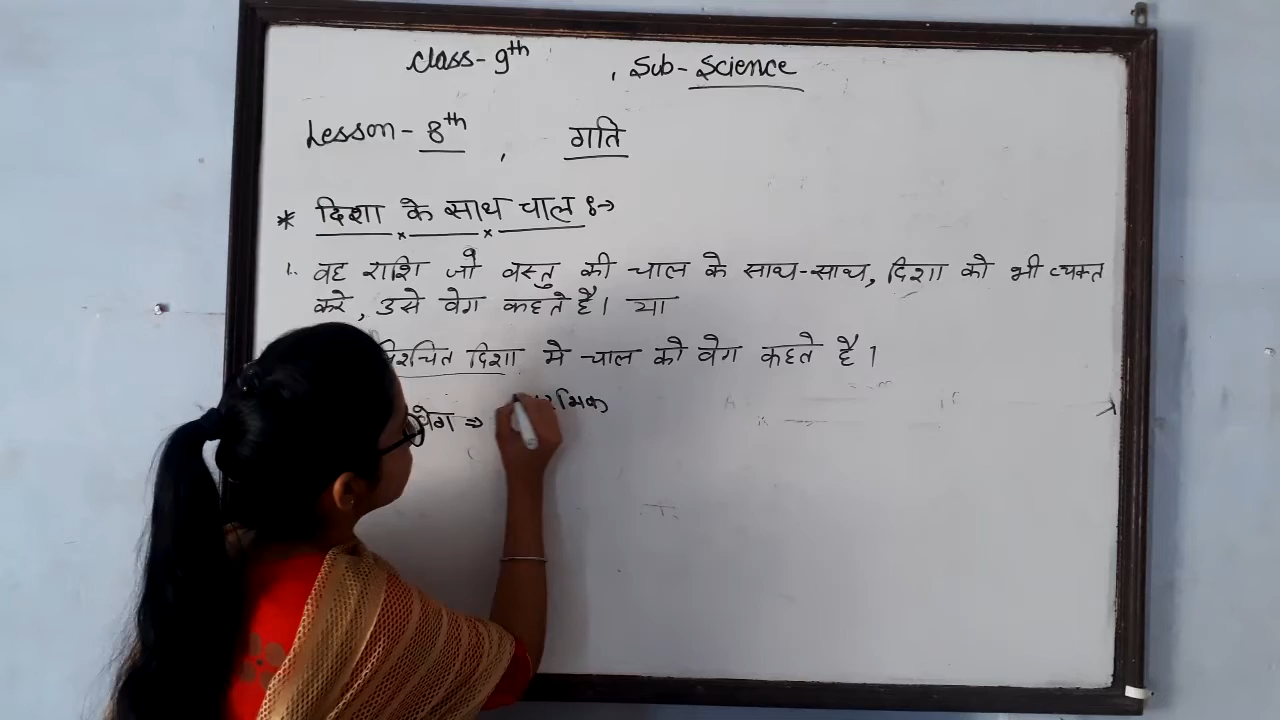 Class-9th , Sub-Science
Lesson-8th , गति
* दिशा के साथ चाल :→
1. वह राशि जो वस्तु की चाल के साथ-साथ, दिशा को भी व्यक्त
करे, उसे वेग कहते हैं। या
दिशा मे चाल को वेग कहते है।
वेग ⇒